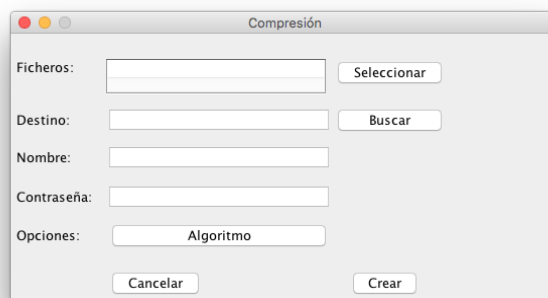 Compresión
Ficheros: Seleccionar
Destino: Buscar
Nombre:
Contraseña:
Opciones: Algoritmo
Cancelar Crear